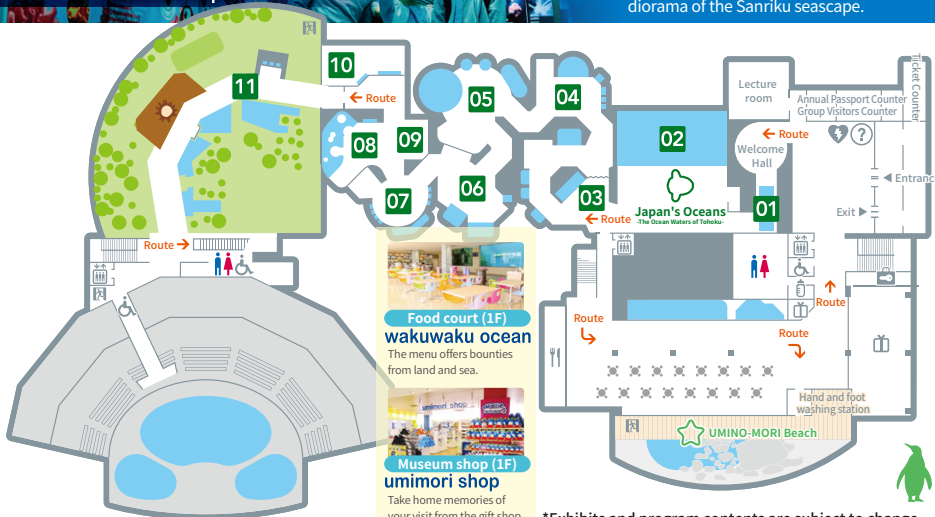 diorama of the Sanriku seascape.
10
11
← Route
05
04
Lecture
room
Ticket Counter
Annual Passport Counter
Group Visitors Counter
02
← Route
?
08
09
Welcome
Hall
Entranc
07
06
03
01
Japan's Oceans
-The Ocean Waters of Tohoku-
Exit
← Route
Route →
Food court (1F)
wakuwaku ocean
The menu offers bounties
from land and sea.
Route
Route
Route
Hand and foot
washing station
UMINO-MORI Beach
umimori shop
Museum shop (1F)
umimori shop
Take home memories of
your visit from the gift shop
*Exhibits and program contents are subject to change